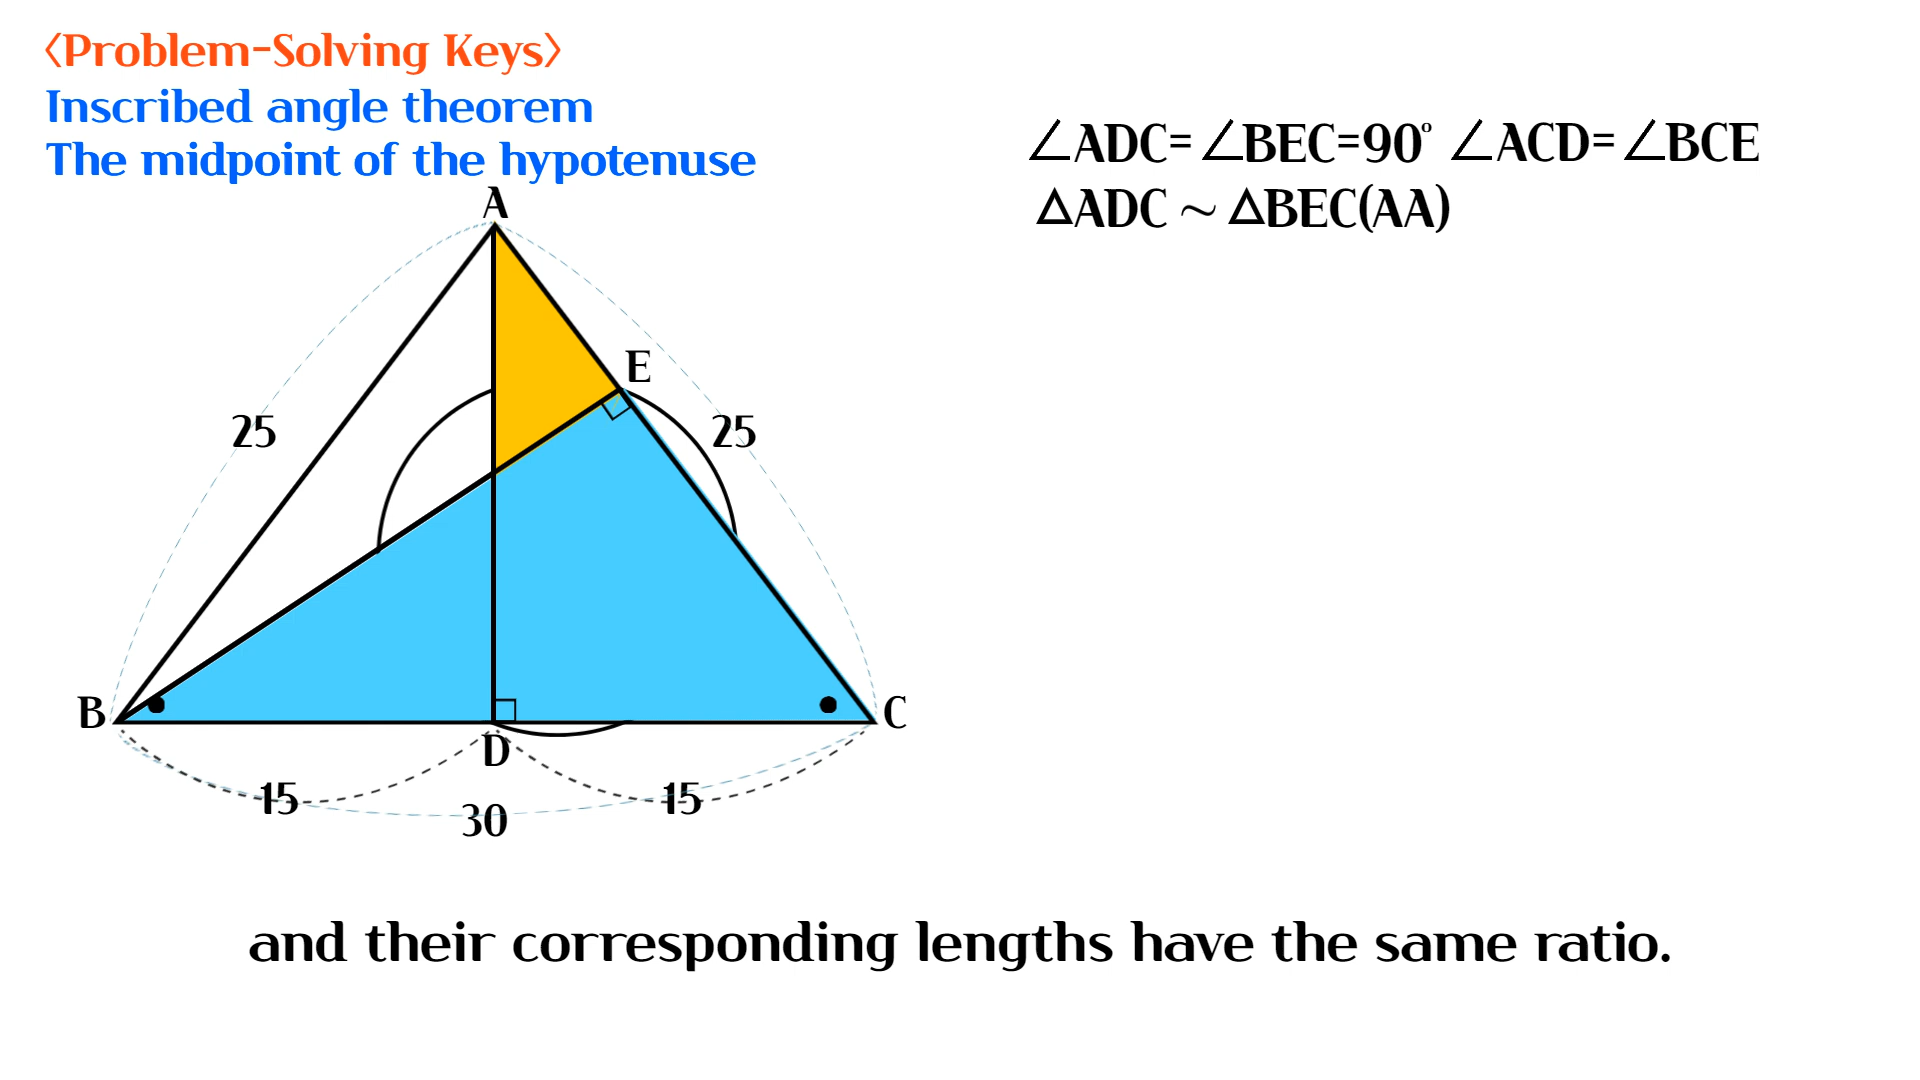 〈Problem-Solving Keys〉
Inscribed angle theorem
The midpoint of the hypotenuse
∠ADC=∠BEC=90° ∠ACD=∠BCE
△ADC ~ △BEC(AA)
A
E
25
25
B
C
D
15
15
30
and their corresponding lengths have the same ratio.